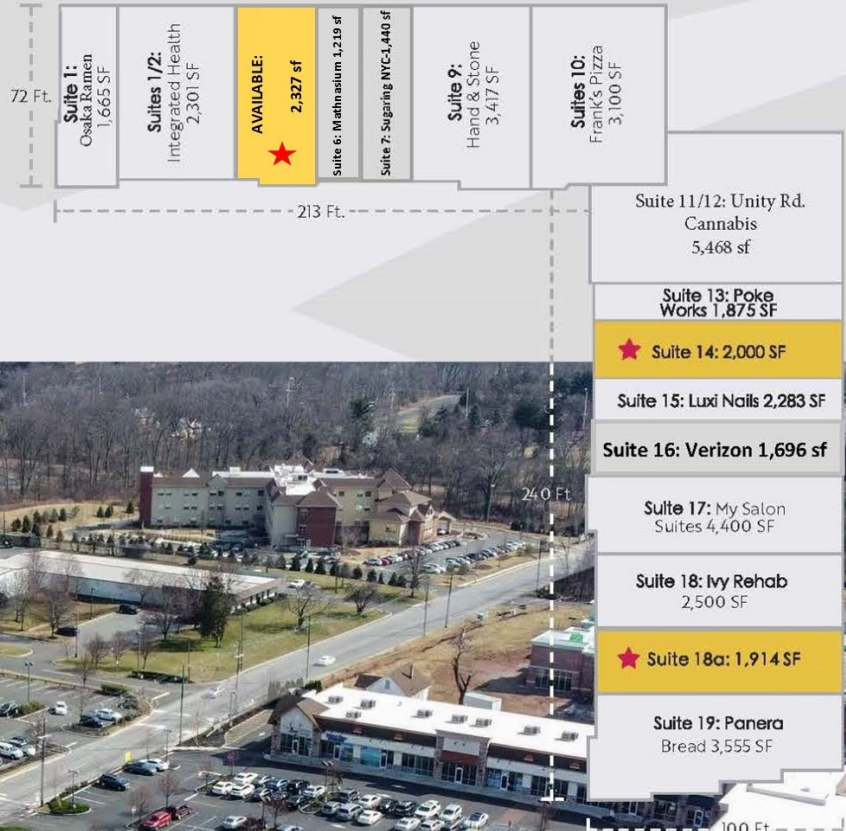 72 Ft.
Suite 1:
Osaka Ramen
1,665 SF
Suites 1/2:
Integrated Health
2,301 SF
AVAILABLE:
2,327 sf
Suite 6: Mathnasium 1,219 sf
Suite 7: Sugaring NYC-1,440 sf
Suite 9:
Hand & Stone
3,417 SF
Suites 10:
Frank's Pizza
3,100 SF
213 Ft.
Suite 11/12: Unity Rd.
Cannabis
5,468 sf
Suite 13: Poke
Works 1,875 SF
Suite 14: 2,000 SF
Suite 15: Luxi Nails 2,283 SF
Suite 16: Verizon 1,696 sf
240 Ft
Suite 17: My Salon
Suites 4,400 SF
Suite 18: Ivy Rehab
2,500 SF
Suite 18a: 1,914 SF
Suite 19: Panera
Bread 3,555 SF
100 Ft